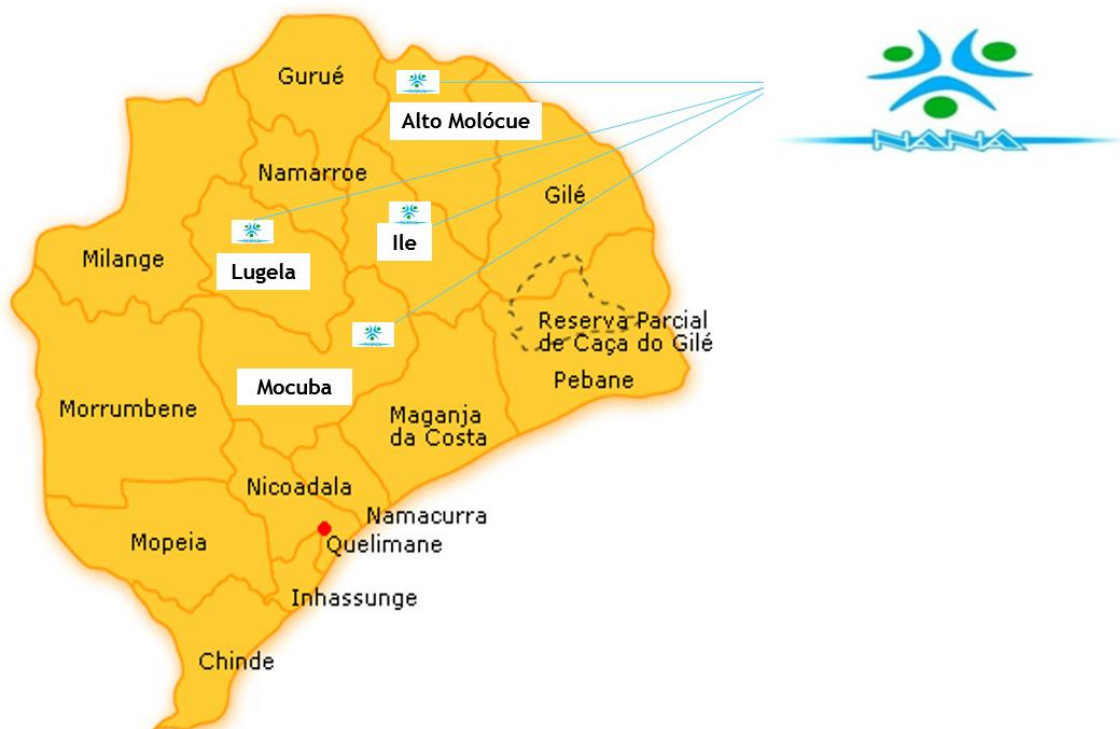 Gurué
Alto Molócue
NANA
Namarroe
Gilé
Ile
Milange
Lugela
Reserva Parcial
de Caça do Gilé
Pebane
Mocuba
Morrumbene
Maganja
da Costa
Nicoadala
Namacurra
Mopeia
Quelimane
Inhassunge
Chinde